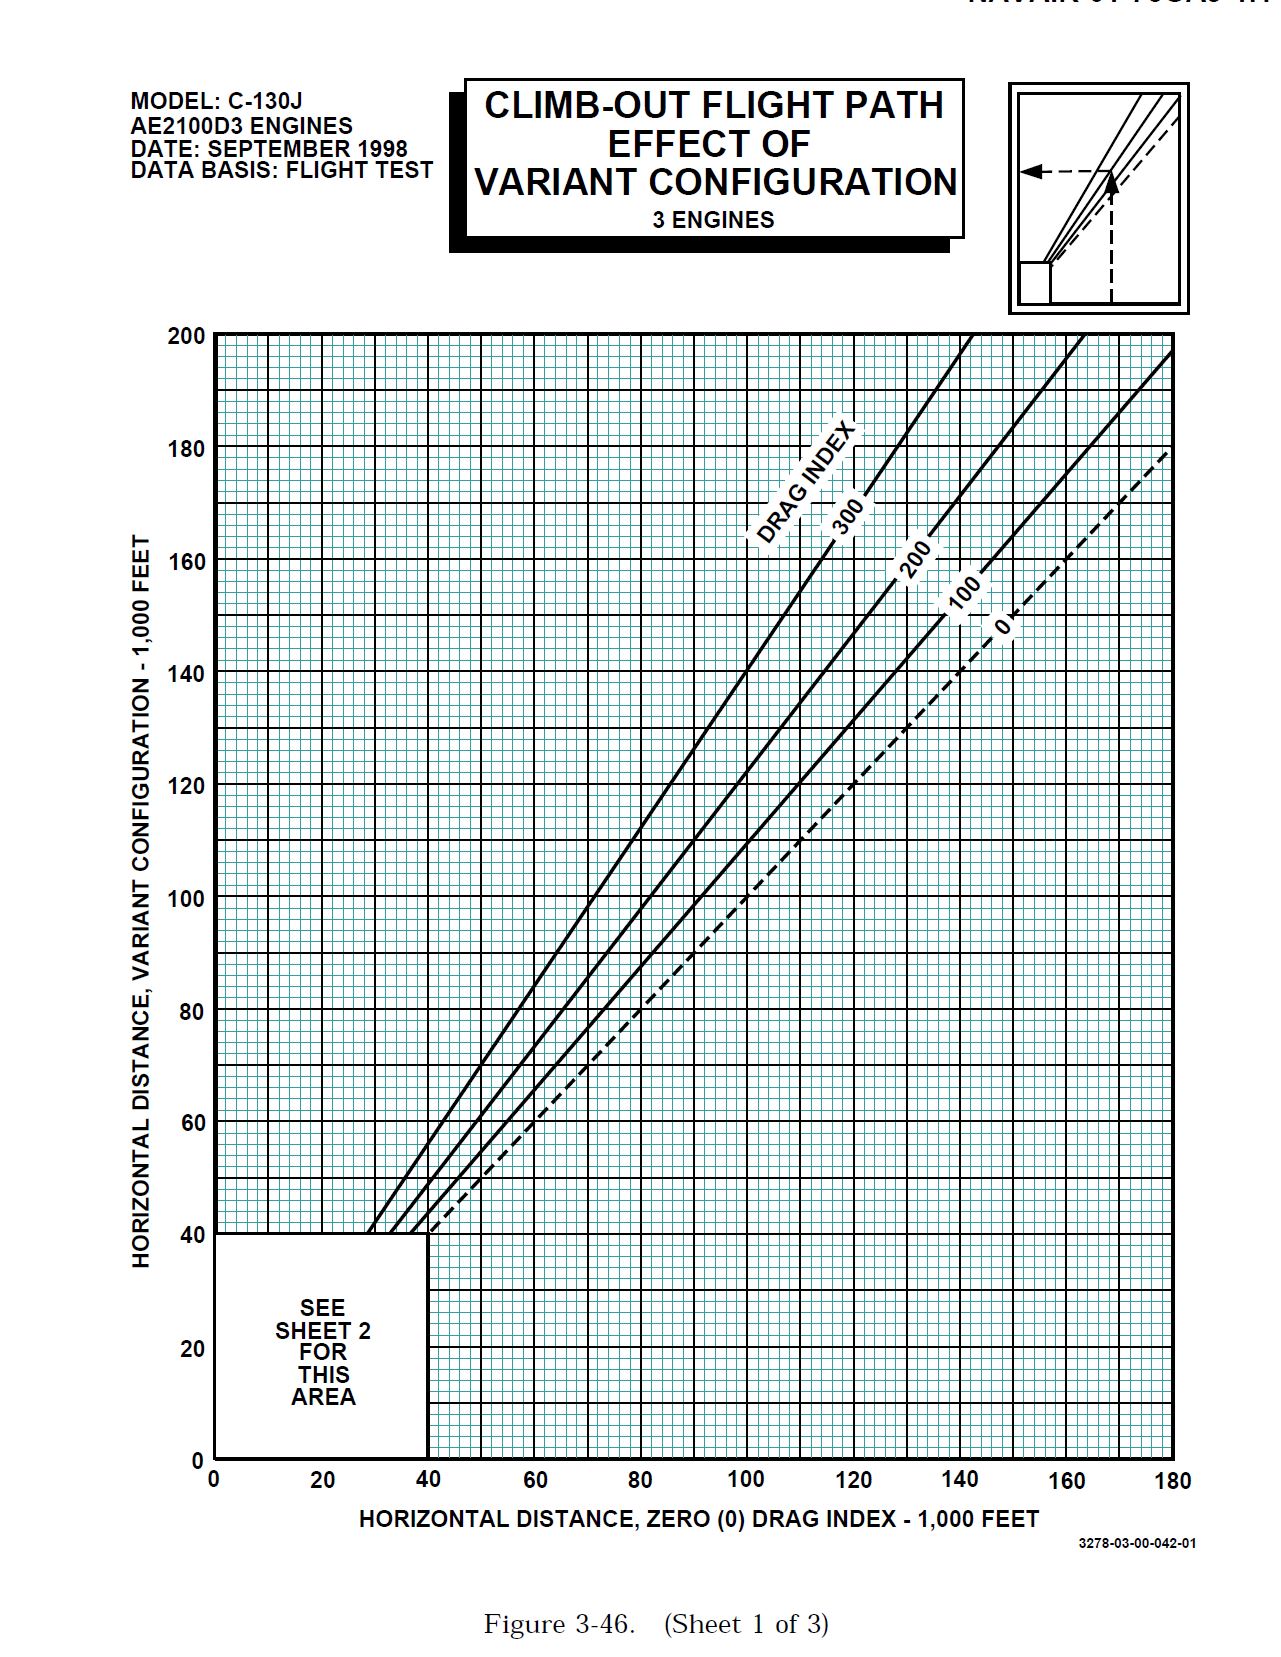 MODEL: C-130J
AE2100D3 ENGINES
DATE: SEPTEMBER 1998
DATA BASIS: FLIGHT TEST
CLIMB-OUT FLIGHT PATH
EFFECT OF
VARIANT CONFIGURATION
3 ENGINES
200
180
160
140
120
100
80
60
40
20
0
HORIZONTAL DISTANCE, VARIANT CONFIGURATION - 1,000 FEET
DRAG INDEX
300
200
100
0
SEE
SHEET 2
FOR
THIS
AREA
0 20 40 60 80 100 120 140 160 180
HORIZONTAL DISTANCE, ZERO (0) DRAG INDEX - 1,000 FEET
3278-03-00-042-01
Figure 3-46. (Sheet 1 of 3)